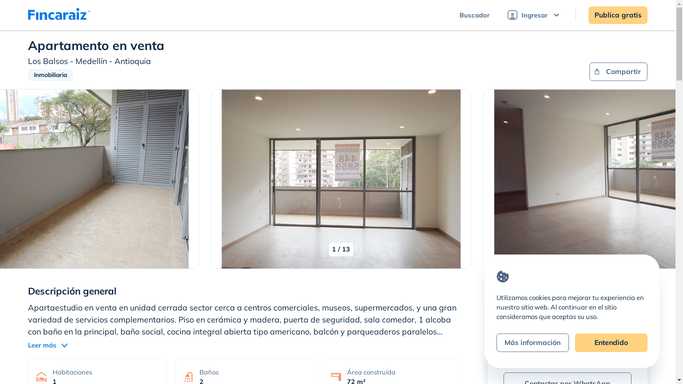 Fincaraiz
Buscador
Ingresar
Publica gratis
Apartamento en venta
Los Balsos - Medellín - Antioquia
Inmobiliaria
Compartir
1 / 13
Descripción general
Apartaestudio en venta en unidad cerrada sector cerca a centros comerciales, museos, supermercados, y una gran
variedad de servicios complementarios. Piso en cerámica y madera, puerta de seguridad, sala comedor, 1 alcoba
con baño en la principal, baño social, cocina integral abierta tipo americano, balcón y parqueaderos paralelos...
Leer más
Habitaciones
1
Baños
2
Área construida
72 m²
Utilizamos cookies para mejorar tu experiencia en
nuestro sitio web. Al continuar en el sitio
consideramos que aceptas su uso.
Más información
Entendido
Contactar por WhatsApp